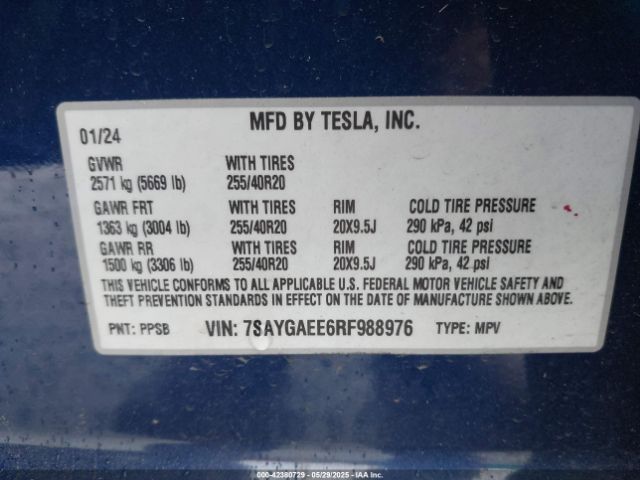 MFD BY TESLA, INC.
01/24
GVWR WITH TIRES
2571 kg (5669 lb) 255/40R20
GAWR FRT WITH TIRES RIM COLD TIRE PRESSURE
1363 kg (3004 lb) 255/40R20 20X9.5J 290 kPa, 42 psi
GAWR RR WITH TIRES RIM COLD TIRE PRESSURE
1500 kg (3306 lb) 255/40R20 20X9.5J 290 kPa, 42 psi
THIS VEHICLE CONFORMS TO ALL APPLICABLE U.S. FEDERAL MOTOR VEHICLE SAFETY AND
THEFT PREVENTION STANDARDS IN EFFECT ON THE DATE OF MANUFACTURE SHOWN ABOVE.
PNT: PPSB VIN: 7SAYGAEE6RF988976 TYPE: MPV
000-42380729 - 05/29/2025 - IAA Inc.